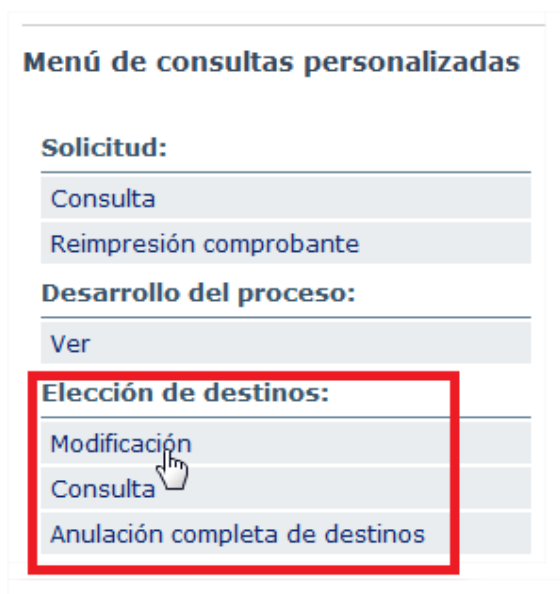 Menú de consultas personalizadas
Solicitud:
Consulta
Reimpresión comprobante
Desarrollo del proceso:
Ver
Elección de destinos:
Modificación
Consulta
Anulación completa de destinos